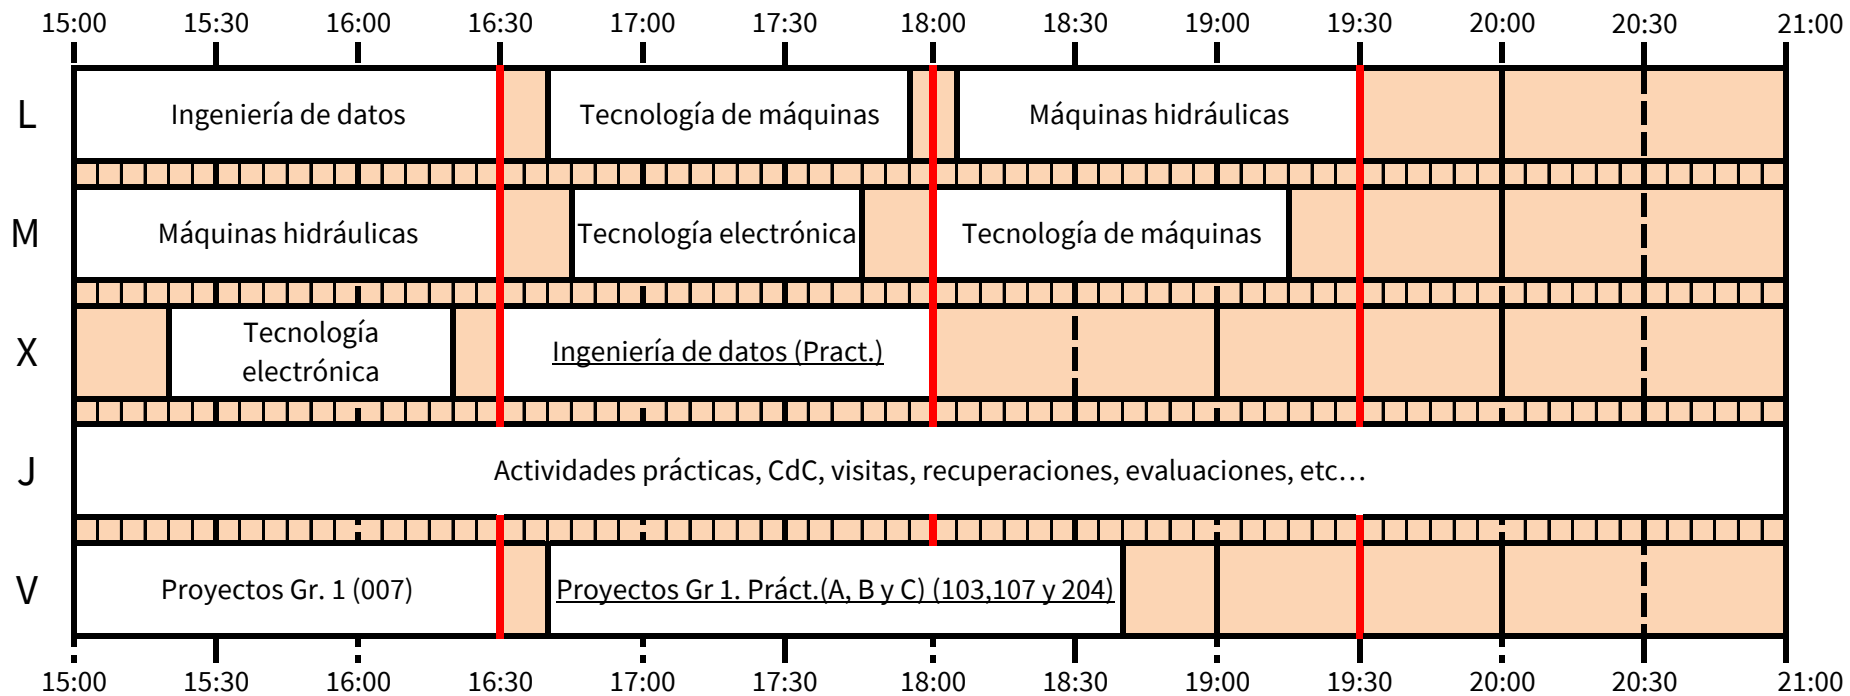 15:00 15:30 16:00 16:30 17:00 17:30 18:00 18:30 19:00 19:30 20:00 20:30 21:00
L Ingeniería de datos Tecnología de máquinas Máquinas hidráulicas
M Máquinas hidráulicas Tecnología electrónica Tecnología de máquinas
X Tecnología
electrónica Ingeniería de datos (Pract.)
J Actividades prácticas, CdC, visitas, recuperaciones, evaluaciones, etc…
V Proyectos Gr. 1 (007) Proyectos Gr 1. Práct.(A, B y C) (103,107 y 204)
15:00 15:30 16:00 16:30 17:00 17:30 18:00 18:30 19:00 19:30 20:00 20:30 21:00